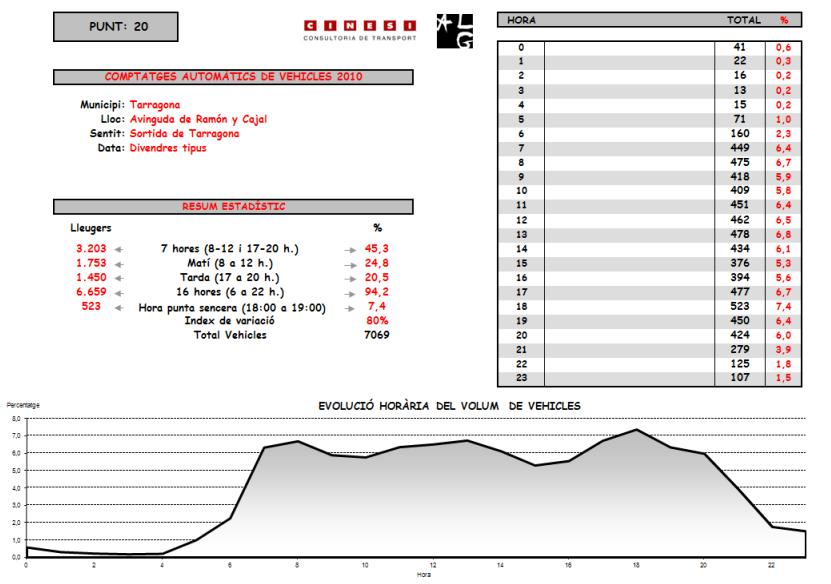 PUNT: 20
CINESI
CONSULTORIA DE TRANSPORT
ALG
COMPTATGES AUTOMÀTICS DE VEHICLES 2010
Municipi: Tarragona
Lloc: Avinguda de Ramón y Cajal
Sentit: Sortida de Tarragona
Data: Divendres tipus
RESUM ESTADÍSTIC
Lleugers %
3.203 7 hores (8-12 i 17-20 h.) 45,3
1.753 Matí (8 a 12 h.) 24,8
1.450 Tarda (17 a 20 h.) 20,5
6.659 16 hores (6 a 22 h.) 94,2
523 Hora punta sencera (18:00 a 19:00) 7,4
Index de variació 80%
Total Vehicles 7069
HORA TOTAL %
0 41 0,6
1 22 0,3
2 16 0,2
3 13 0,2
4 15 0,2
5 71 1,0
6 160 2,3
7 449 6,4
8 475 6,7
9 418 5,9
10 409 5,8
11 451 6,4
12 462 6,5
13 478 6,8
14 434 6,1
15 376 5,3
16 394 5,6
17 477 6,7
18 523 7,4
19 450 6,4
20 424 6,0
21 279 3,9
22 125 1,8
23 107 1,5
Percentatge
EVOLUCIÓ HORÀRIA DEL VOLUM DE VEHICLES
8,0
7,0
6,0
5,0
4,0
3,0
2,0
1,0
0,0
0 2 4 6 8 10 12 14 16 18 20 22
Hora